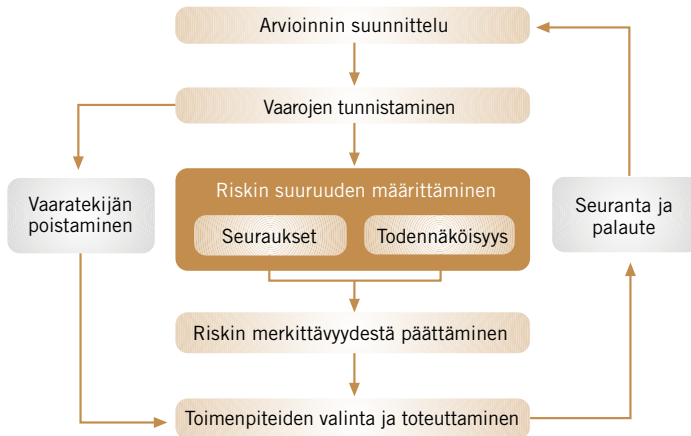 Arvioinnin suunnittelu
Vaarojen tunnistaminen
Vaaratekijän
poistaminen
Riskin suuruuden määrittäminen
Seuraukset
Todennäköisyys
Seuranta ja
palaute
Riskin merkittävyydestä päättäminen
Toimenpiteiden valinta ja toteuttaminen